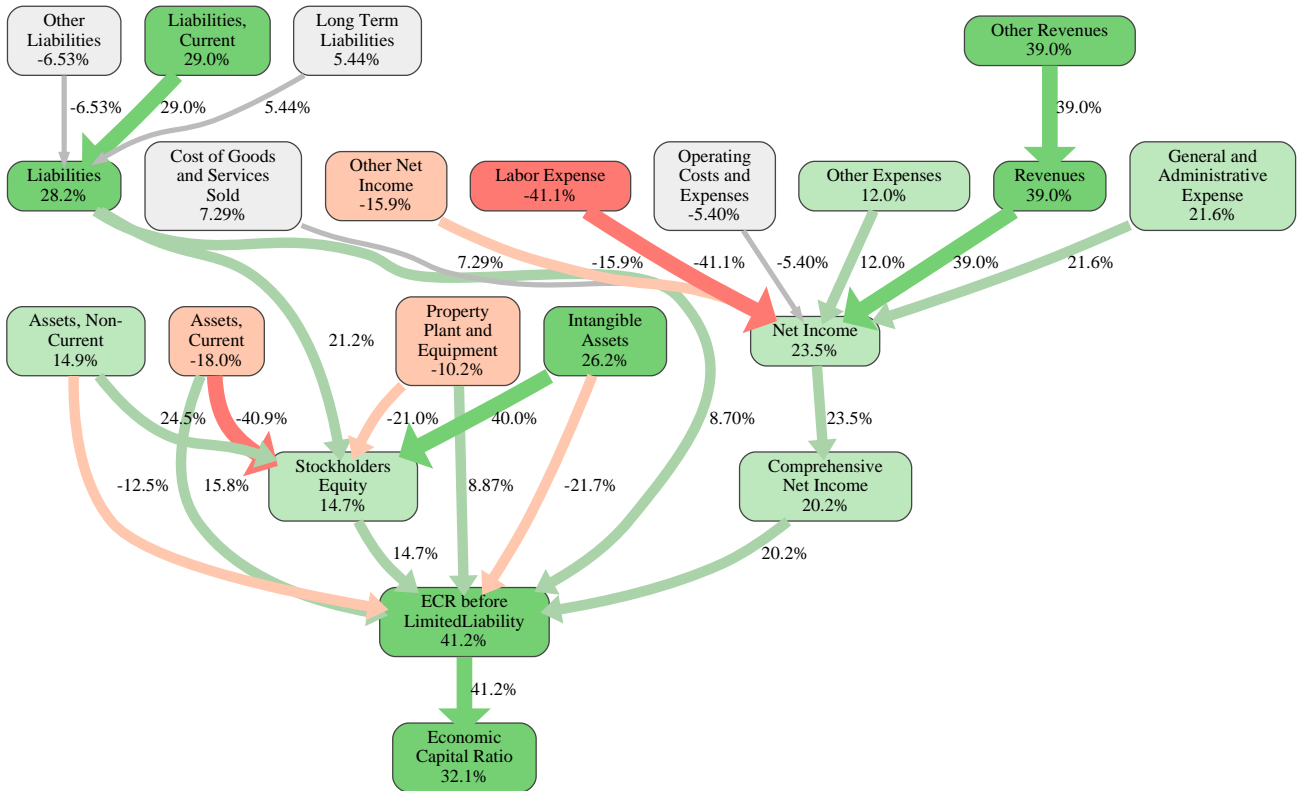 Other
Liabilities
-6.53%
Liabilities,
Current
29.0%
Long Term
Liabilities
5.44%
Other Revenues
39.0%
-6.53%
29.0%
5.44%
39.0%
Liabilities
28.2%
Cost of Goods
and Services
Sold
7.29%
Other Net
Income
-15.9%
Labor Expense
-41.1%
Operating
Costs and
Expenses
-5.40%
Other Expenses
12.0%
Revenues
39.0%
General and
Administrative
Expense
21.6%
7.29%
-15.9%
-41.1%
-5.40%
12.0%
39.0%
21.6%
Assets, Non-
Current
14.9%
Assets,
Current
-18.0%
21.2%
Property
Plant and
Equipment
-10.2%
Intangible
Assets
26.2%
Net Income
23.5%
24.5%
-40.9%
-21.0%
40.0%
8.70%
23.5%
-12.5%
15.8%
Stockholders
Equity
14.7%
8.87%
-21.7%
Comprehensive
Net Income
20.2%
14.7%
20.2%
ECR before
LimitedLiability
41.2%
41.2%
Economic
Capital Ratio
32.1%